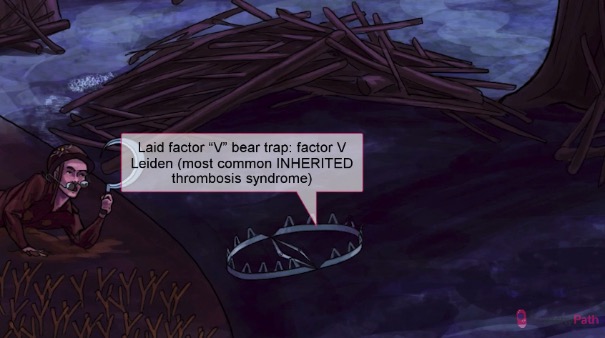 Laid factor “V” bear trap: factor V
Leiden (most common INHERITED
thrombosis syndrome)
Path